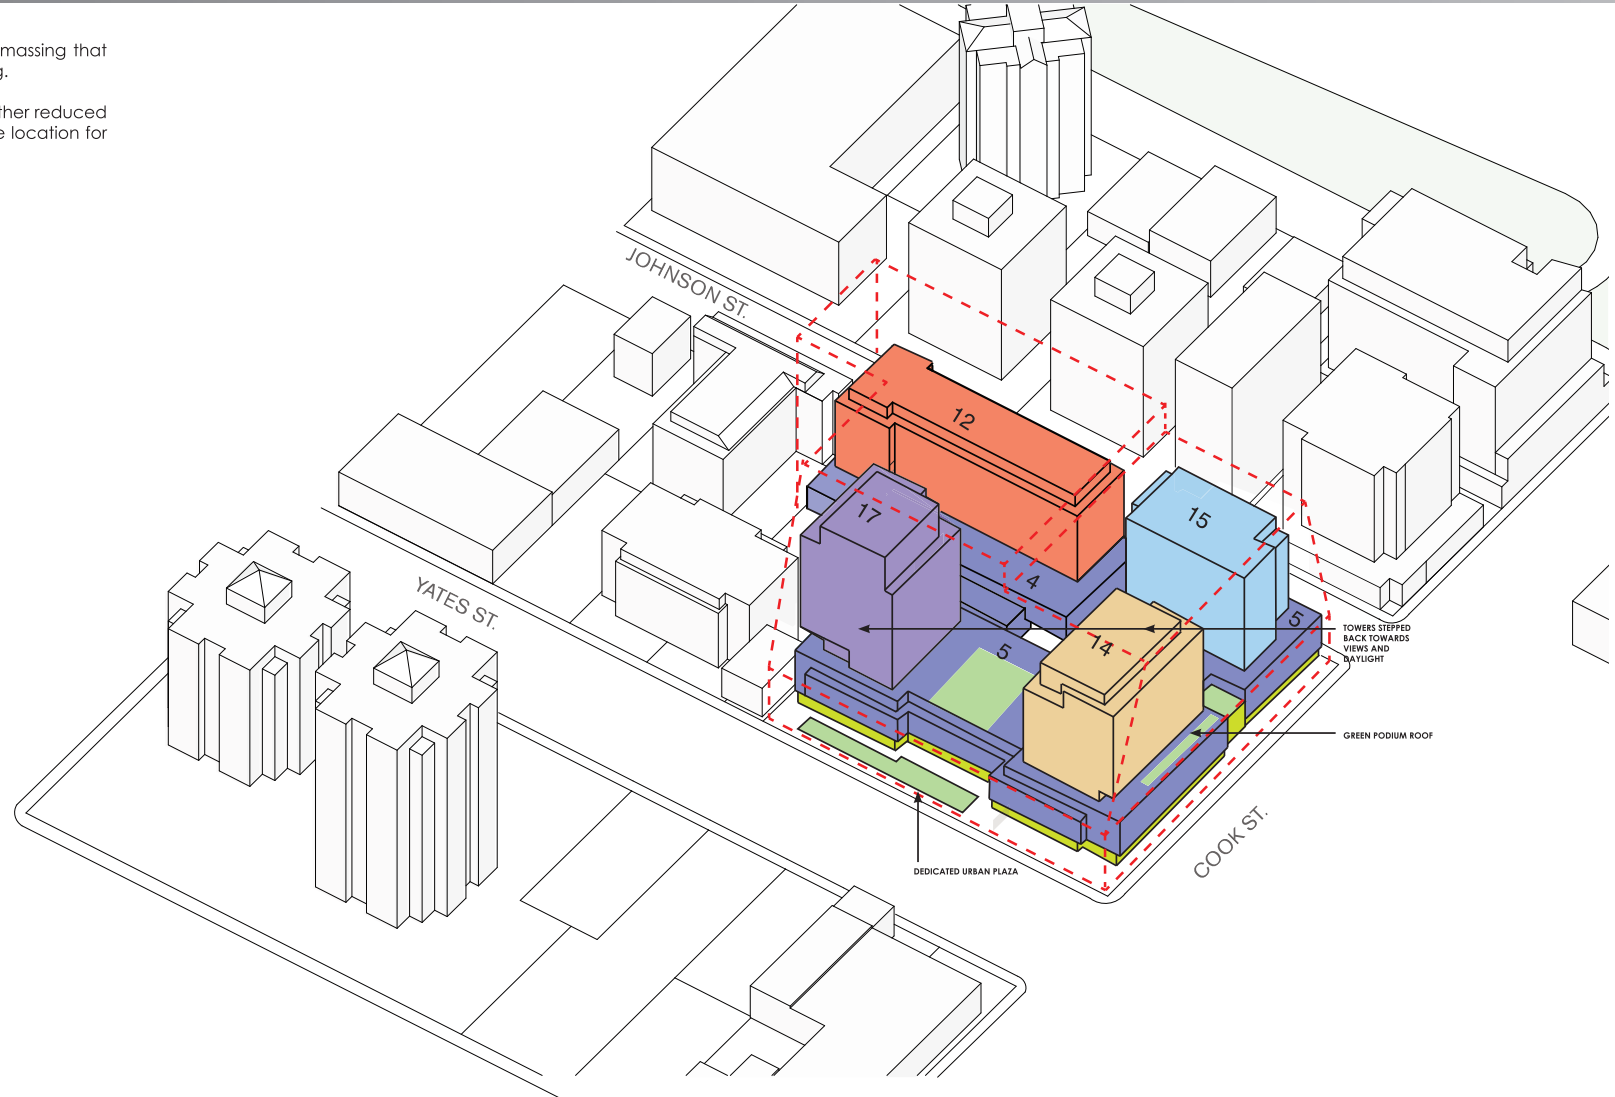 massing that
g.
ther reduced
e location for
JOHNSON ST.
12
17
15
4
5
5
14
YATES ST.
TOWERS STEPPED
BACK TOWARDS
VIEWS AND
DAYLIGHT
GREEN PODIUM ROOF
COOK ST.
DEDICATED URBAN PLAZA